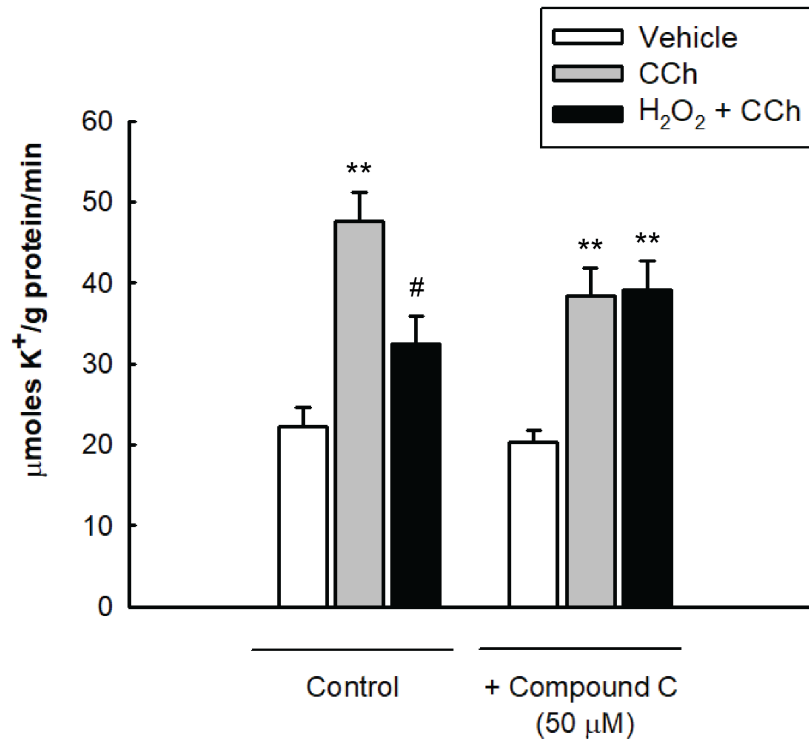 Vehicle
CCh
H₂O₂ + CCh
μmoles K⁺/g protein/min
60
50
40
30
20
10
0
**
#
**
**
Control
+ Compound C
(50 μM)